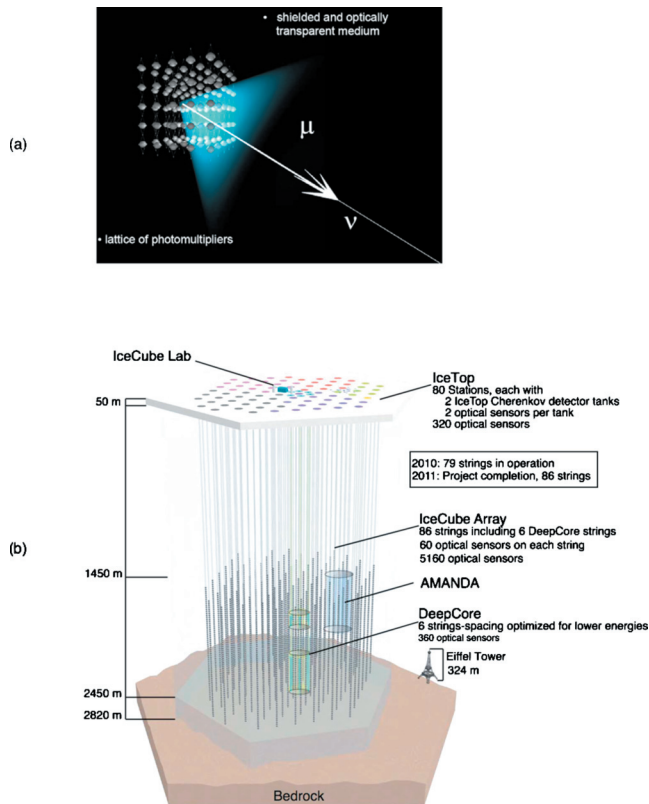 (a)
• shielded and optically
transparent medium
μ
ν
• lattice of photomultipliers
(b)
IceCube Lab
50 m
IceTop
80 Stations, each with
2 IceTop Cherenkov detector tanks
2 optical sensors per tank
320 optical sensors
2010: 79 strings in operation
2011: Project completion, 86 strings
IceCube Array
86 strings including 6 DeepCore strings
60 optical sensors on each string
5160 optical sensors
1450 m
AMANDA
DeepCore
6 strings-spacing optimized for lower energies
360 optical sensors
Eiffel Tower
324 m
2450 m
2820 m
Bedrock